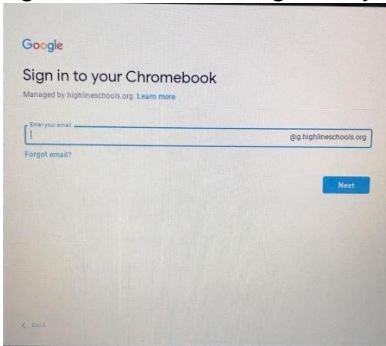 Google
Sign in to your Chromebook
Managed by highlineschools.org. Learn more
Enter your email
@g.highlineschools.org
Forgot email?
Next
Back